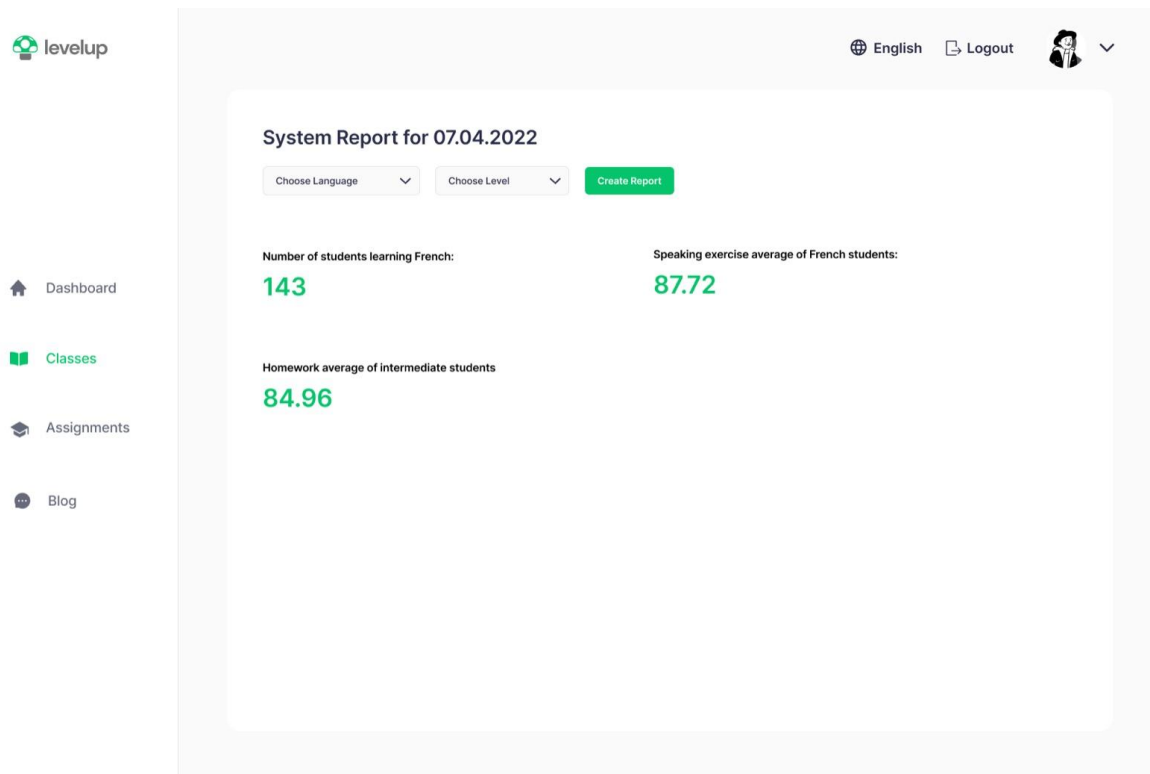 levelup
English
Logout
System Report for 07.04.2022
Choose Language
Choose Level
Create Report
Number of students learning French:
143
Speaking exercise average of French students:
87.72
Homework average of intermediate students
84.96
Dashboard
Classes
Assignments
Blog